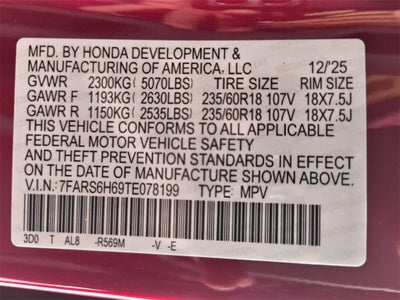 MFD. BY HONDA DEVELOPMENT &
MANUFACTURING OF AMERICA, LLC 12/'25
GVWR 2300KG (5070LBS) TIRE SIZE RIM SIZE
GAWR F 1193KG (2630LBS) 235/60R18 107V 18X7.5J
GAWR R 1150KG (2535LBS) 235/60R18 107V 18X7.5J
THIS VEHICLE CONFORMS TO ALL APPLICABLE
FEDERAL MOTOR VEHICLE SAFETY
AND THEFT PREVENTION STANDARDS IN EFFECT
ON THE DATE OF MANUFACTURE SHOWN ABOVE.
V.I.N.: 7FARS6H69TE078199 TYPE: MPV
3D0 T AL8 -R569M -V -E